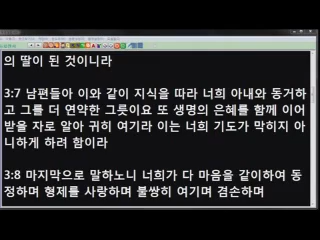 의 딸이 된 것이니라
3:7 남편들아 이와 같이 지식을 따라 너희 아내와 동거하
고 그를 더 연약한 그릇이요 또 생명의 은혜를 함께 이어
받을 자로 알아 귀히 여기라 이는 너희 기도가 막히지 아
니하게 하려 함이라
3:8 마지막으로 말하노니 너희가 다 마음을 같이하여 동
정하며 형제를 사랑하며 불쌍히 여기며 겸손하며